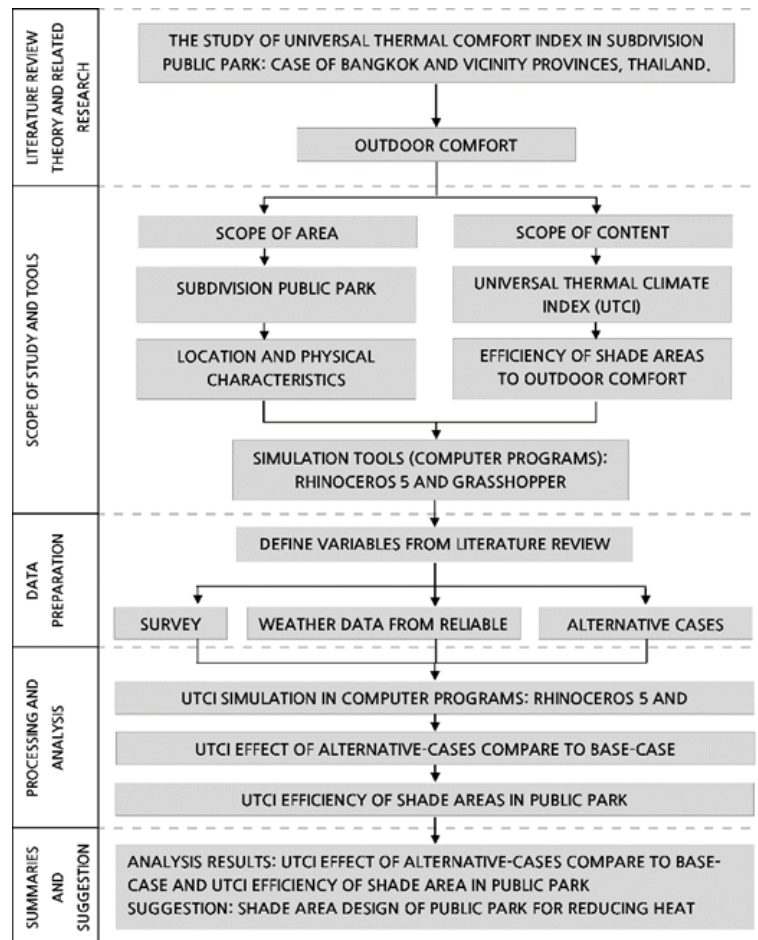 LITERATURE REVIEW
THEORY AND RELATED
RESEARCH
THE STUDY OF UNIVERSAL THERMAL COMFORT INDEX IN SUBDIVISION
PUBLIC PARK: CASE OF BANGKOK AND VICINITY PROVINCES, THAILAND.
OUTDOOR COMFORT
SCOPE OF STUDY AND TOOLS
SCOPE OF AREA
SCOPE OF CONTENT
SUBDIVISION PUBLIC PARK
UNIVERSAL THERMAL CLIMATE
INDEX (UTCI)
LOCATION AND PHYSICAL
CHARACTERISTICS
EFFICIENCY OF SHADE AREAS
TO OUTDOOR COMFORT
SIMULATION TOOLS (COMPUTER PROGRAMS):
RHINOCEROS 5 AND GRASSHOPPER
DATA
PREPARATION
DEFINE VARIABLES FROM LITERATURE REVIEW
SURVEY
WEATHER DATA FROM RELIABLE
ALTERNATIVE CASES
PROCESSING AND
ANALYSIS
UTCI SIMULATION IN COMPUTER PROGRAMS: RHINOCEROS 5 AND
UTCI EFFECT OF ALTERNATIVE-CASES COMPARE TO BASE-CASE
UTCI EFFICIENCY OF SHADE AREAS IN PUBLIC PARK
SUMMARIES
AND
SUGGESTION
ANALYSIS RESULTS: UTCI EFFECT OF ALTERNATIVE-CASES COMPARE TO BASE-
CASE AND UTCI EFFICIENCY OF SHADE AREA IN PUBLIC PARK
SUGGESTION: SHADE AREA DESIGN OF PUBLIC PARK FOR REDUCING HEAT